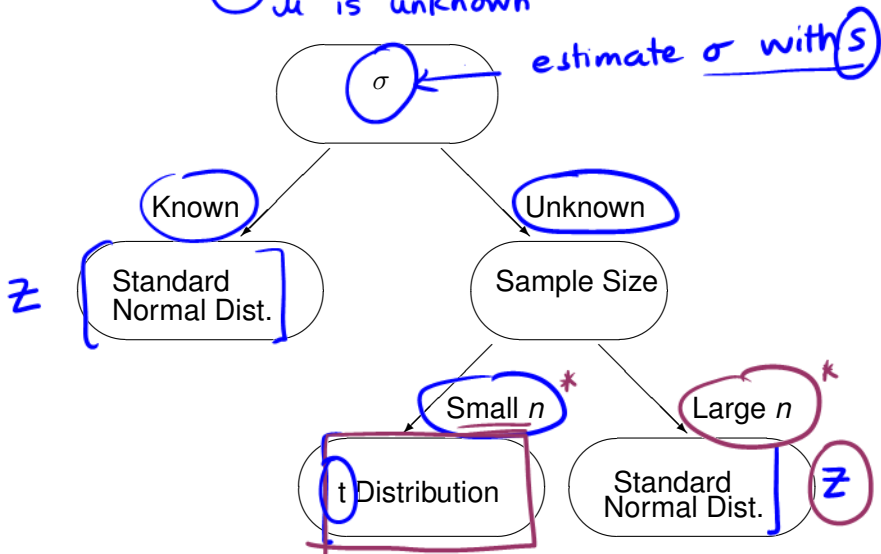 μ is unknown
estimate σ with s
σ
Known
Unknown
Z
Standard
Normal Dist.
Sample Size
Small n *
Large n *
t Distribution
Standard
Normal Dist.
Z